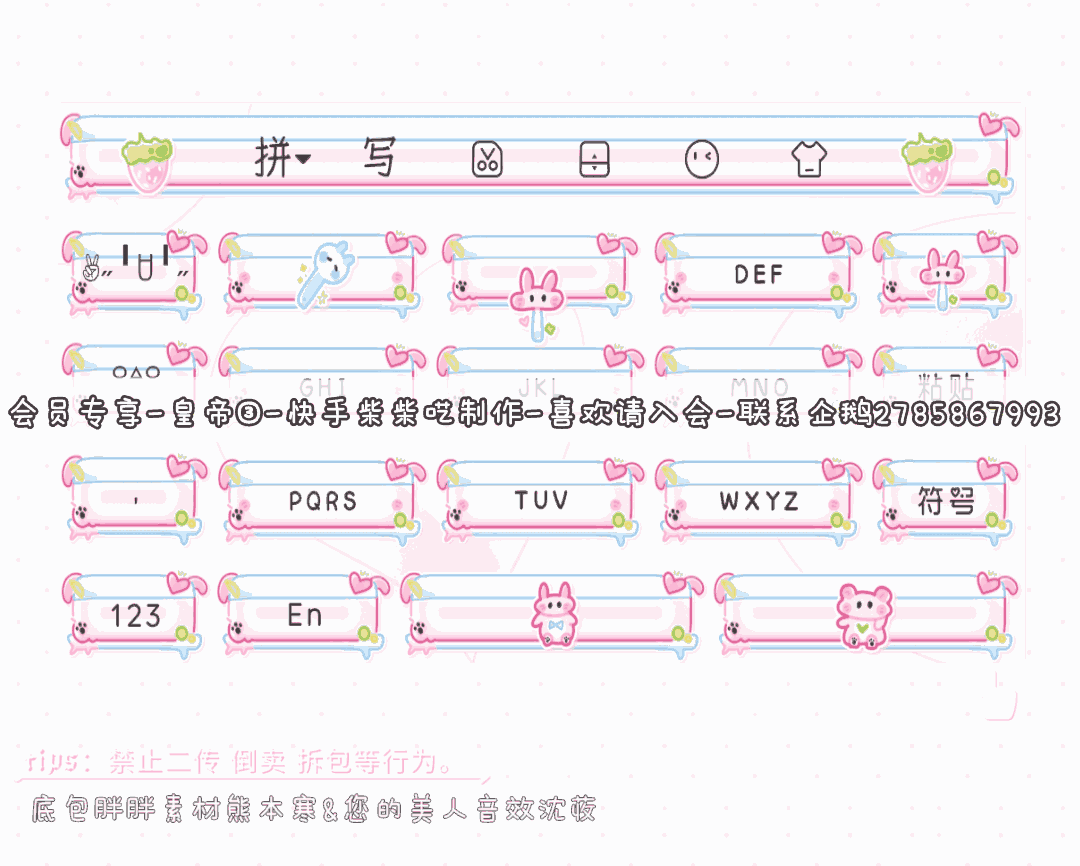 拼 写
DEF
GHI JKL MNO 粘贴
会员专享-皇帝③-快手柴柴吃制作-喜欢请入会-联系企鹅2785867993
' PQRS TUV WXYZ 符号
123 En
rips：禁止二传 倒卖 拆包等行为。
底包胖胖素材熊本寒&您的美人音效沈莜